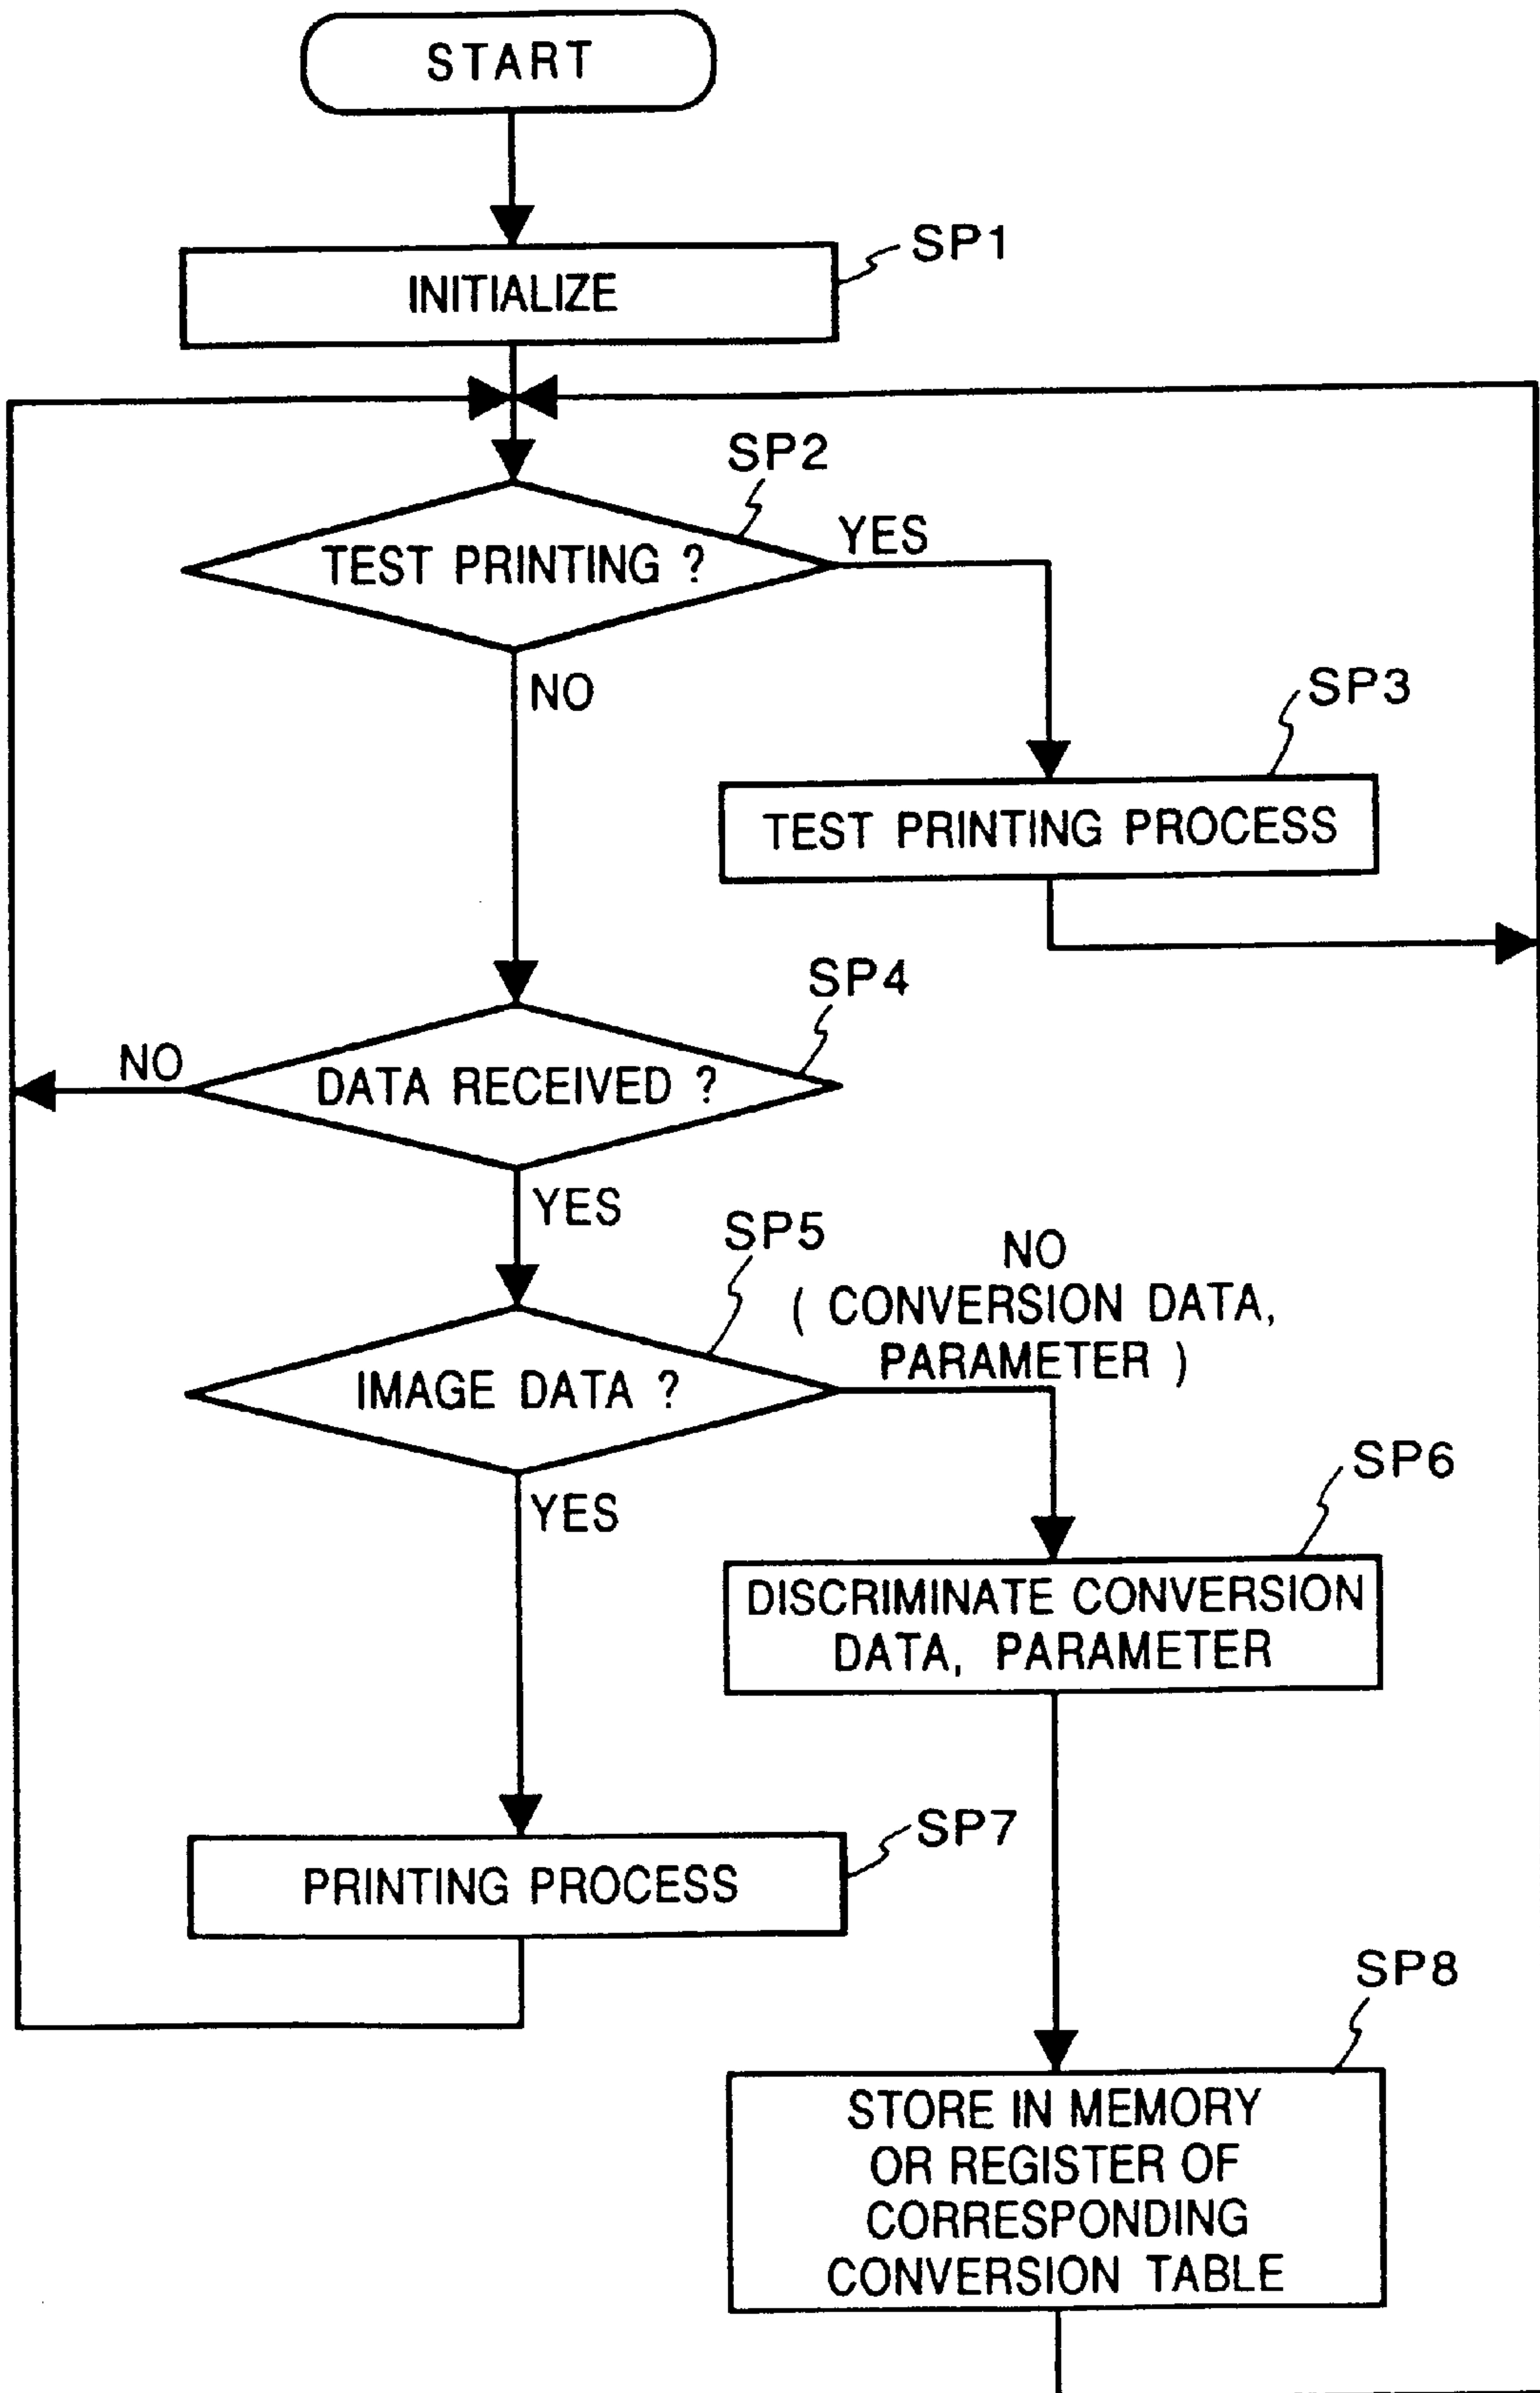 START
INITIALIZE
SP1
SP2
TEST PRINTING ?
YES
NO
SP3
TEST PRINTING PROCESS
SP4
NO
DATA RECEIVED ?
YES
SP5
NO
( CONVERSION DATA,
PARAMETER )
IMAGE DATA ?
YES
SP6
DISCRIMINATE CONVERSION
DATA, PARAMETER
SP7
PRINTING PROCESS
SP8
STORE IN MEMORY
OR REGISTER OF
CORRESPONDING
CONVERSION TABLE